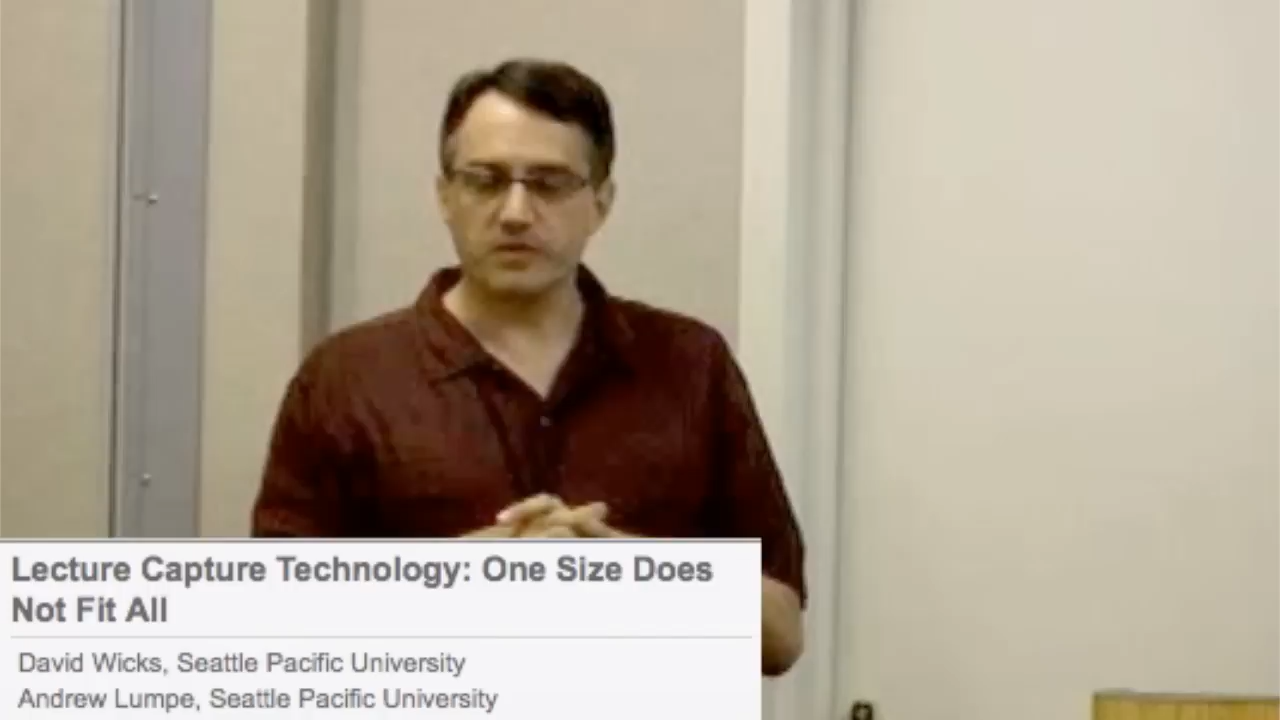 Lecture Capture Technology: One Size Does
Not Fit All
David Wicks, Seattle Pacific University
Andrew Lumpe, Seattle Pacific University